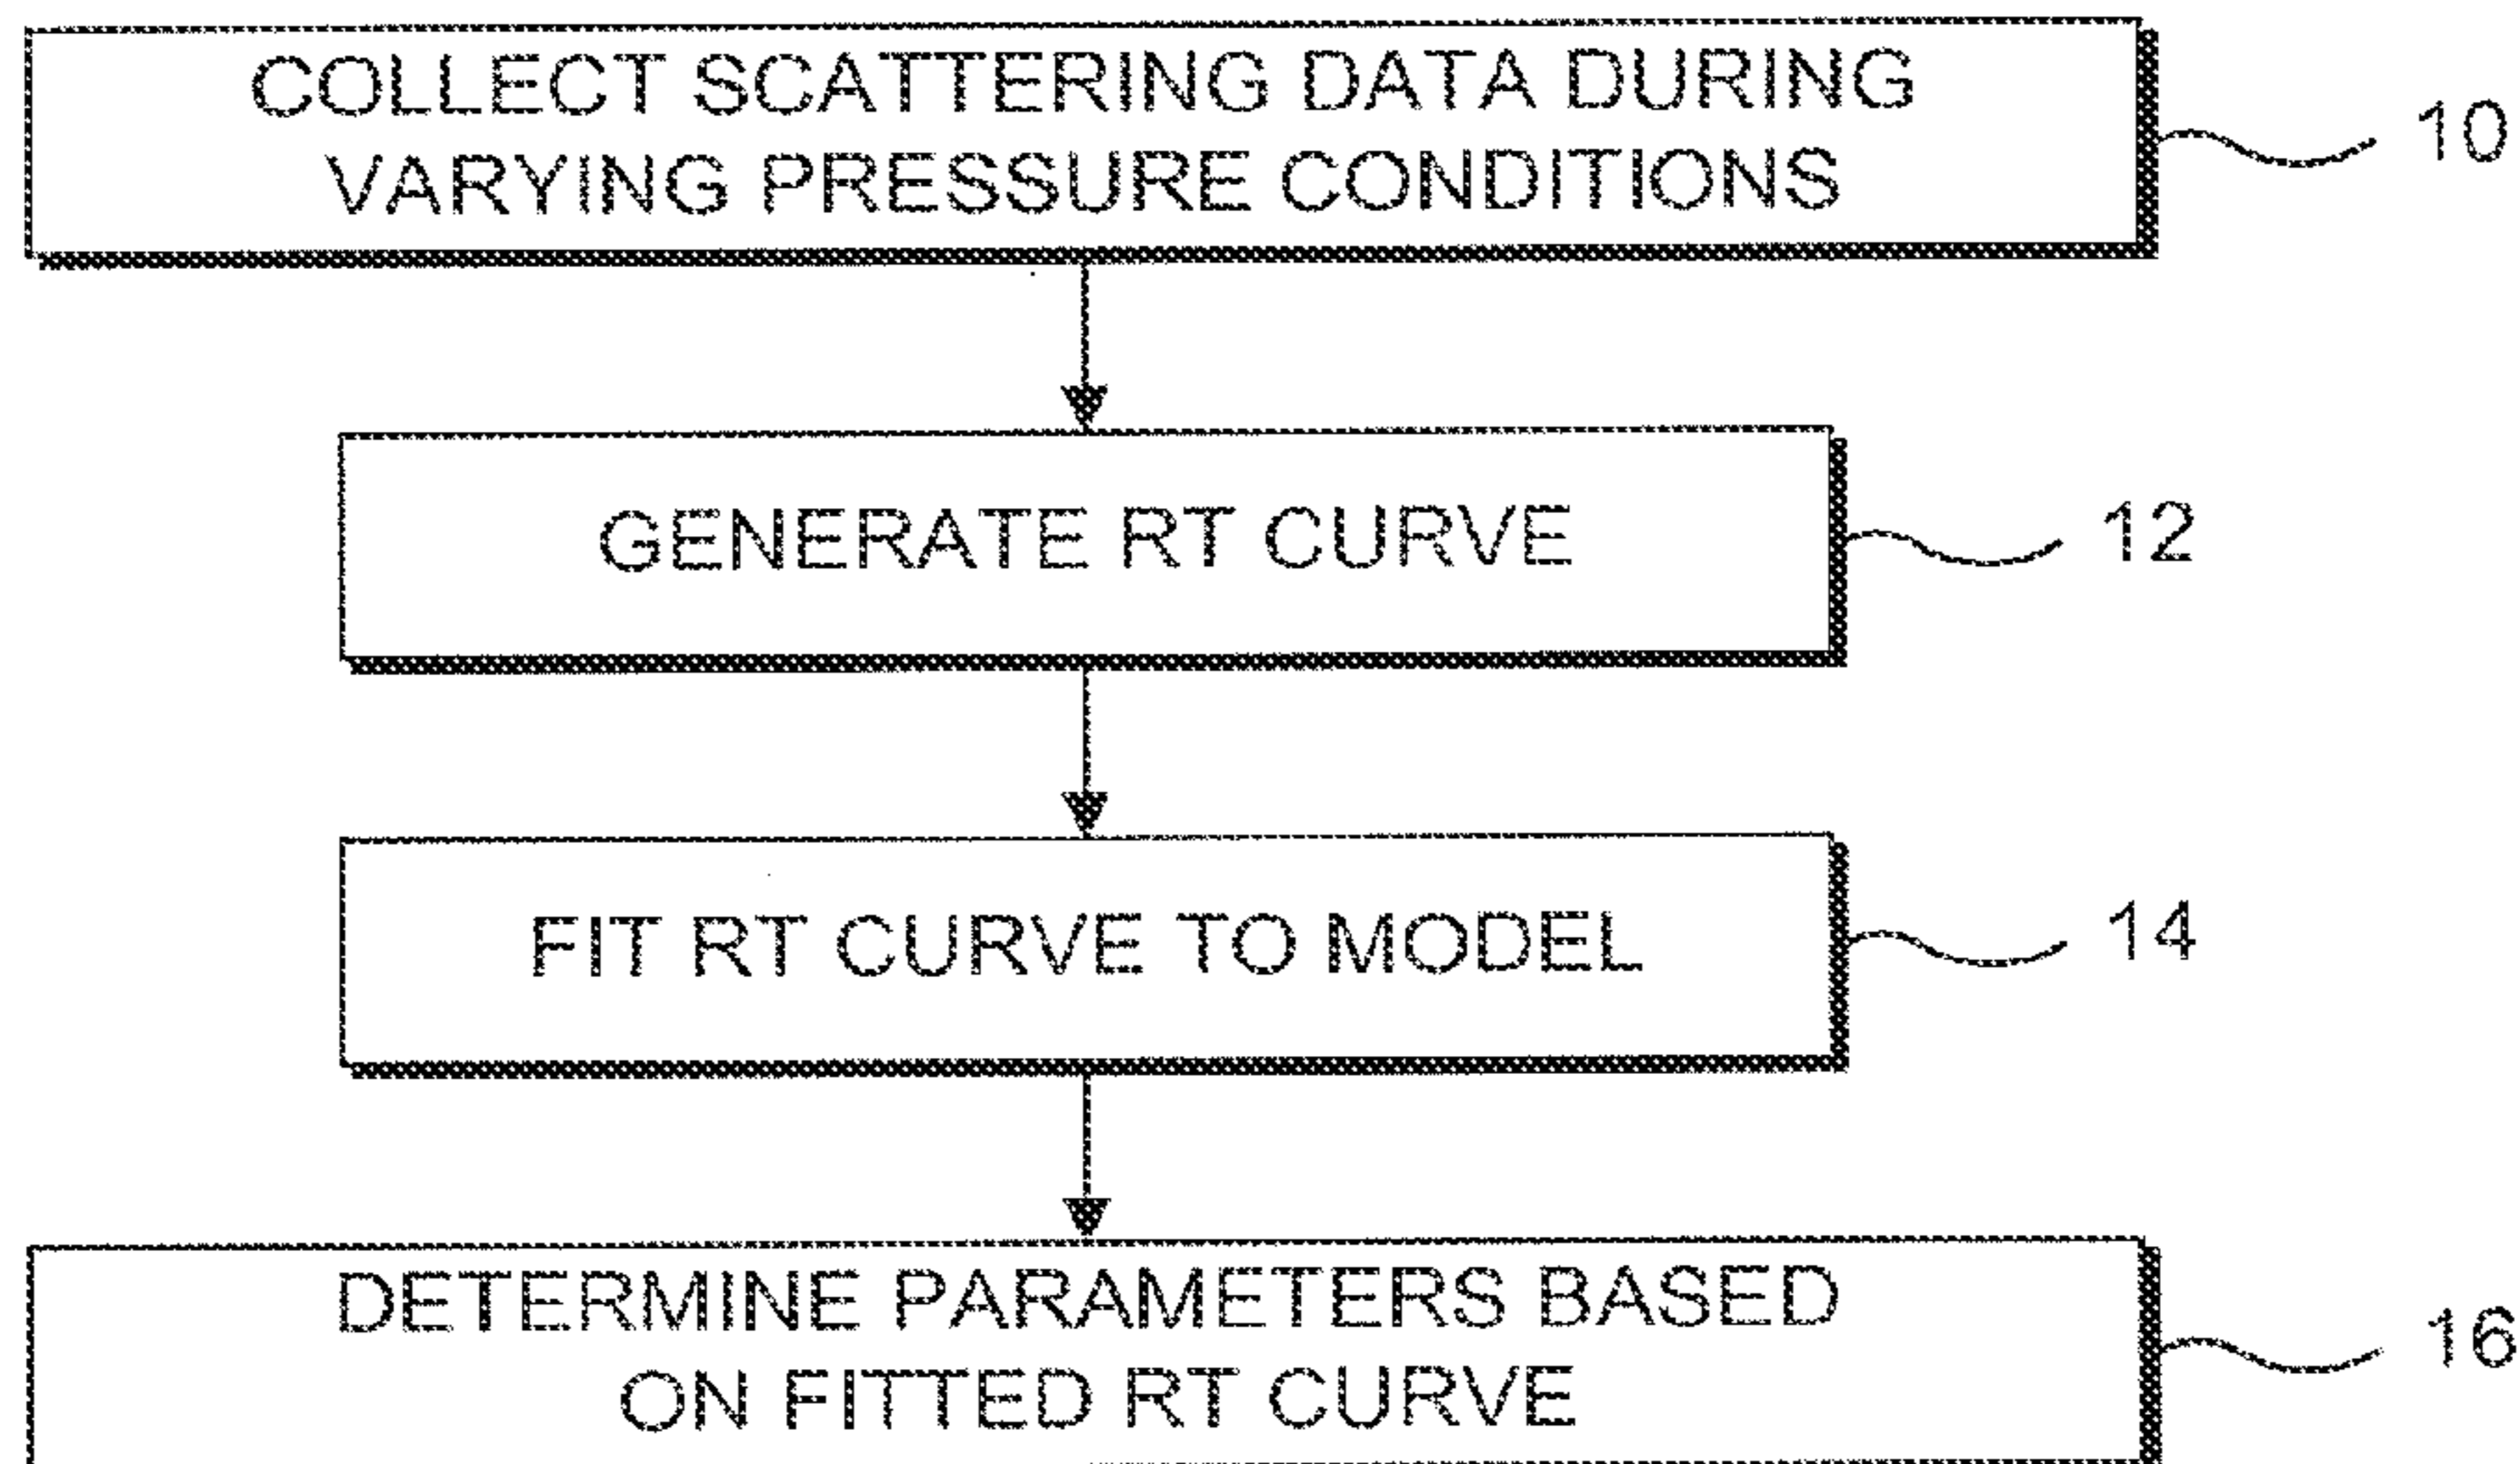 COLLECT SCATTERING DATA DURING
VARYING PRESSURE CONDITIONS
10
GENERATE RT CURVE
12
FIT RT CURVE TO MODEL
14
DETERMINE PARAMETERS BASED
ON FITTED RT CURVE
16